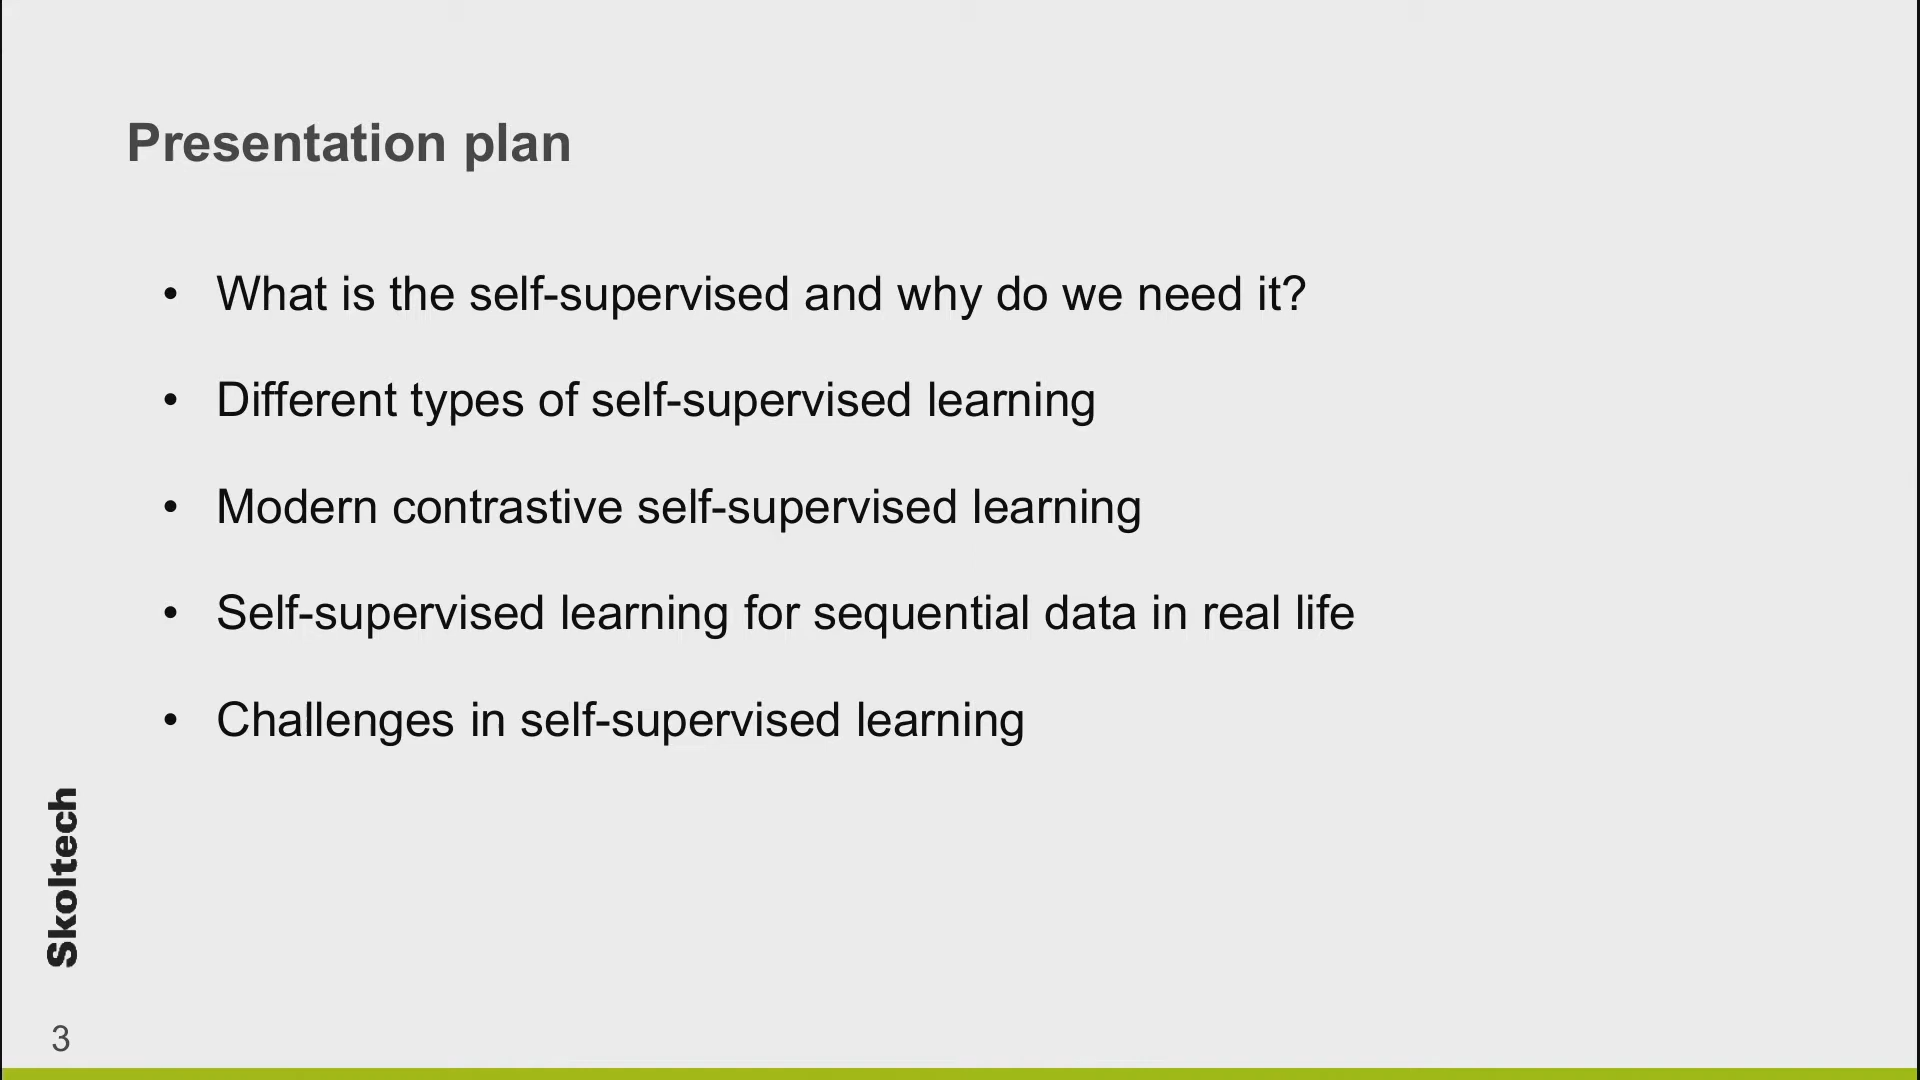 Presentation plan
• What is the self-supervised and why do we need it?
• Different types of self-supervised learning
• Modern contrastive self-supervised learning
• Self-supervised learning for sequential data in real life
• Challenges in self-supervised learning
Skoltech
3